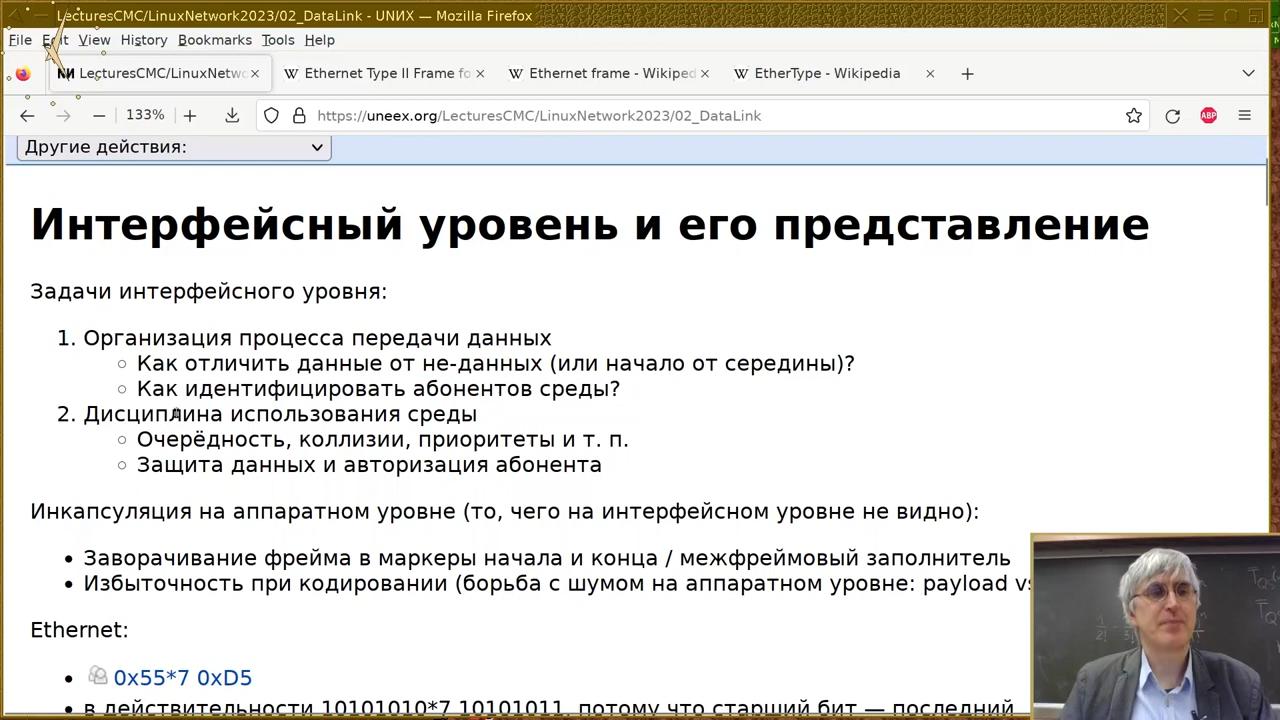 LecturesCMC/LinuxNetwork2023/02_DataLink - UNИX — Mozilla Firefox
File Edit View History Bookmarks Tools Help
LecturesCMC/LinuxNetwo Ethernet Type II Frame fo Ethernet frame - Wikiped EtherType - Wikipedia
133% https://uneex.org/LecturesCMC/LinuxNetwork2023/02_DataLink ABP
Другие действия:
Интерфейсный уровень и его представление
Задачи интерфейсного уровня:
1. Организация процесса передачи данных
Как отличить данные от не-данных (или начало от середины)?
Как идентифицировать абонентов среды?
2. Дисциплина использования среды
Очерёдность, коллизии, приоритеты и т. п.
Защита данных и авторизация абонента
Инкапсуляция на аппаратном уровне (то, чего на интерфейсном уровне не видно):
Заворачивание фрейма в маркеры начала и конца / межфреймовый заполнитель
Избыточность при кодировании (борьба с шумом на аппаратном уровне: payload vs
Ethernet:
0x55*7 0xD5
в действительности 10101010*7 10101011, потому что старший бит — последний